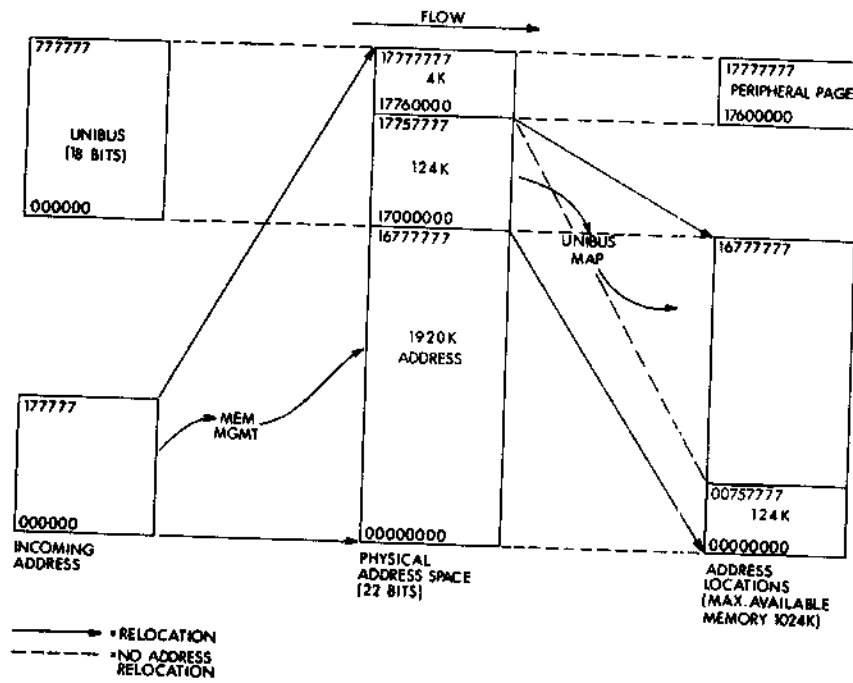 FLOW
777777
UNIBUS
(18 BITS)
000000
17777777
4K
17760000
17757777
124K
17000000
16777777
1920K
ADDRESS
00000000
17777777
PERIPHERAL PAGE
17600000
UNIBUS
MAP
16777777
00757777
124K
00000000
177777
000000
MEM
MGMT
INCOMING
ADDRESS
PHYSICAL
ADDRESS SPACE
(22 BITS)
ADDRESS
LOCATIONS
(MAX. AVAILABLE
MEMORY 1024K)
=RELOCATION
=NO ADDRESS
RELOCATION